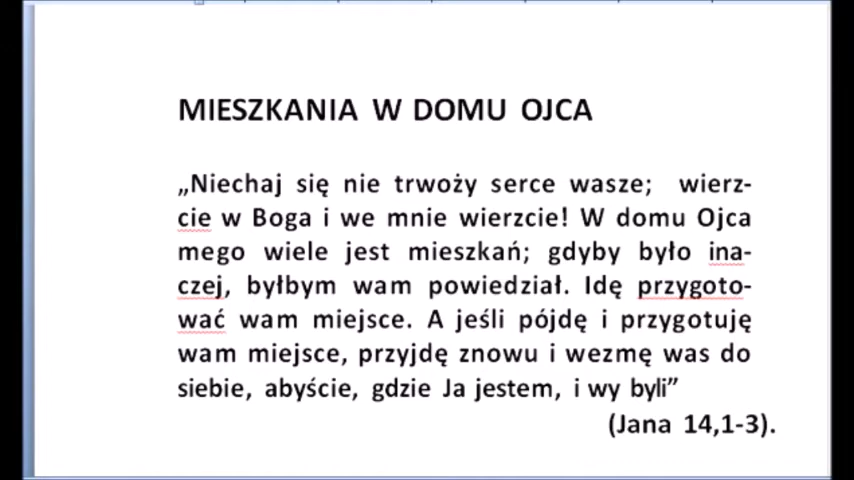 MIESZKANIA W DOMU OJCA
„Niechaj się nie trwoży serce wasze; wierz-
cie w Boga i we mnie wierzcie! W domu Ojca
mego wiele jest mieszkań; gdyby było ina-
czej, byłbym wam powiedział. Idę przygoto-
wać wam miejsce. A jeśli pójdę i przygotuję
wam miejsce, przyjdę znowu i wezmę was do
siebie, abyście, gdzie Ja jestem, i wy byli”
(Jana 14,1-3).